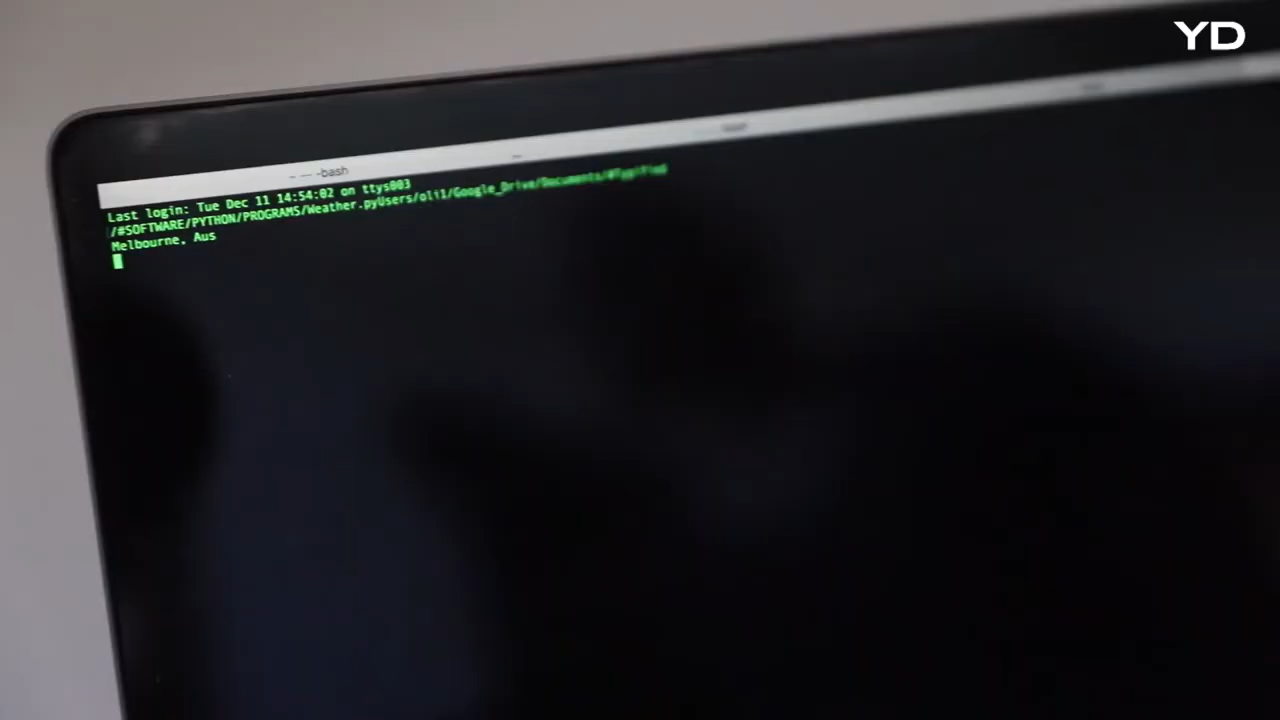 YD
-bash
Last login: Tue Dec 11 14:54:02 on ttys003
/#SOFTWARE/PYTHON/PROGRAMS/Weather.pyUsers/oli1/Google_Drive/Documents/#Typified
Melbourne, Aus